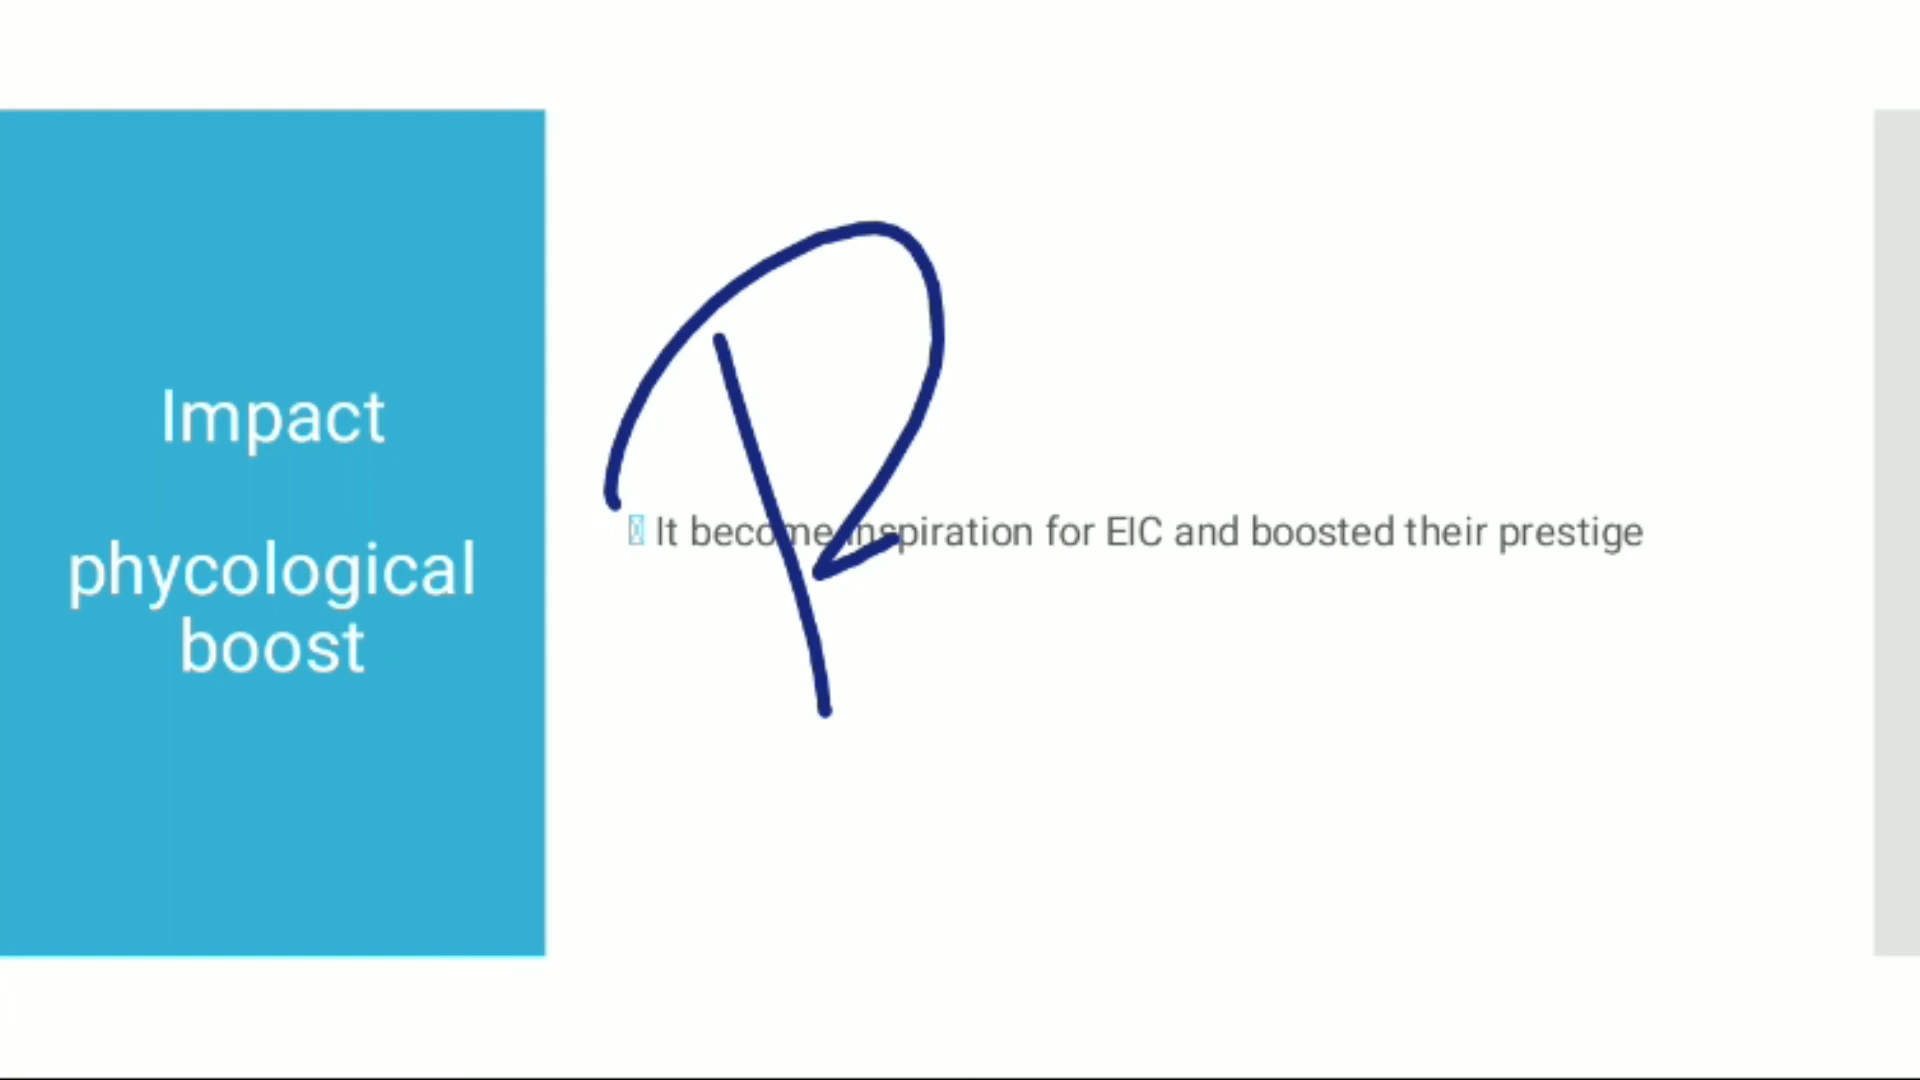 Impact
phycological
boost
It become inspiration for EIC and boosted their prestige
P